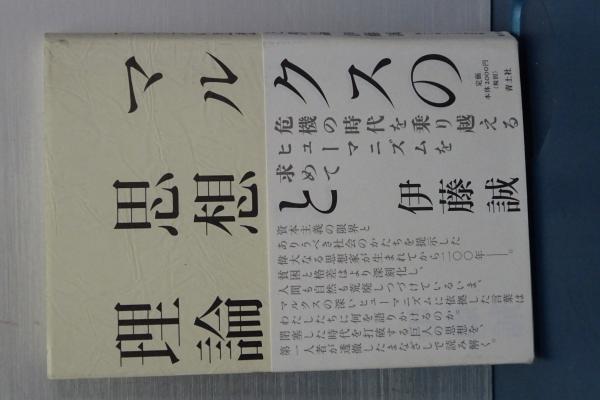 マルクスの
思想と
理論
危機の時代を乗り越える
ヒューマニズムを
求めて
伊藤誠
定価
本体2000円
(税別)
青土社
資本主義の限界と
ありうべき社会のかたちを提示した
偉大なる思想家が生まれてから二〇〇年――。
貧困と格差はより深刻化し、
人間も自然も荒廃しつづけているいま、
マルクスの深いヒューマニズムに依拠した言葉は
わたしたちに何を語りかけるのか。
閉塞した時代を打破する巨人の思想を、
第一人者が透徹したまなざしで読み解く。